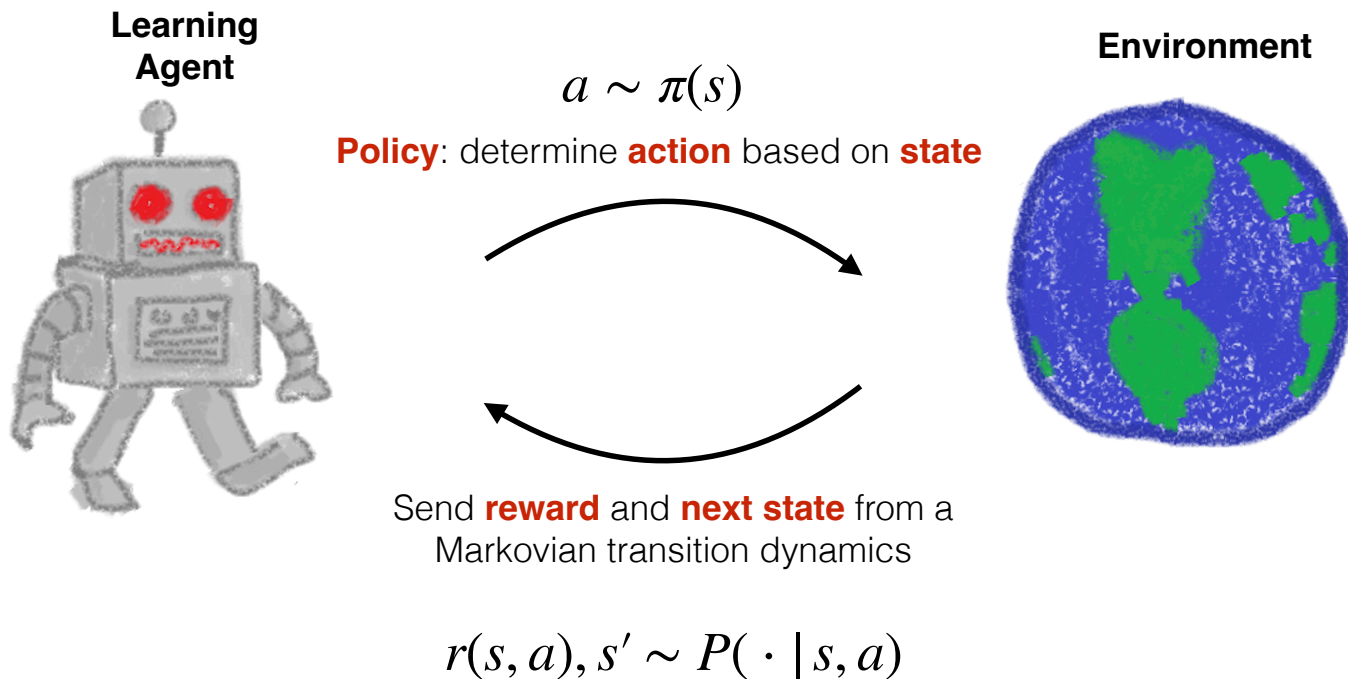 Learning
Agent
Environment
a ∼ π(s)
Policy: determine action based on state
Send reward and next state from a
Markovian transition dynamics
r(s, a), s′ ∼ P( · | s, a)